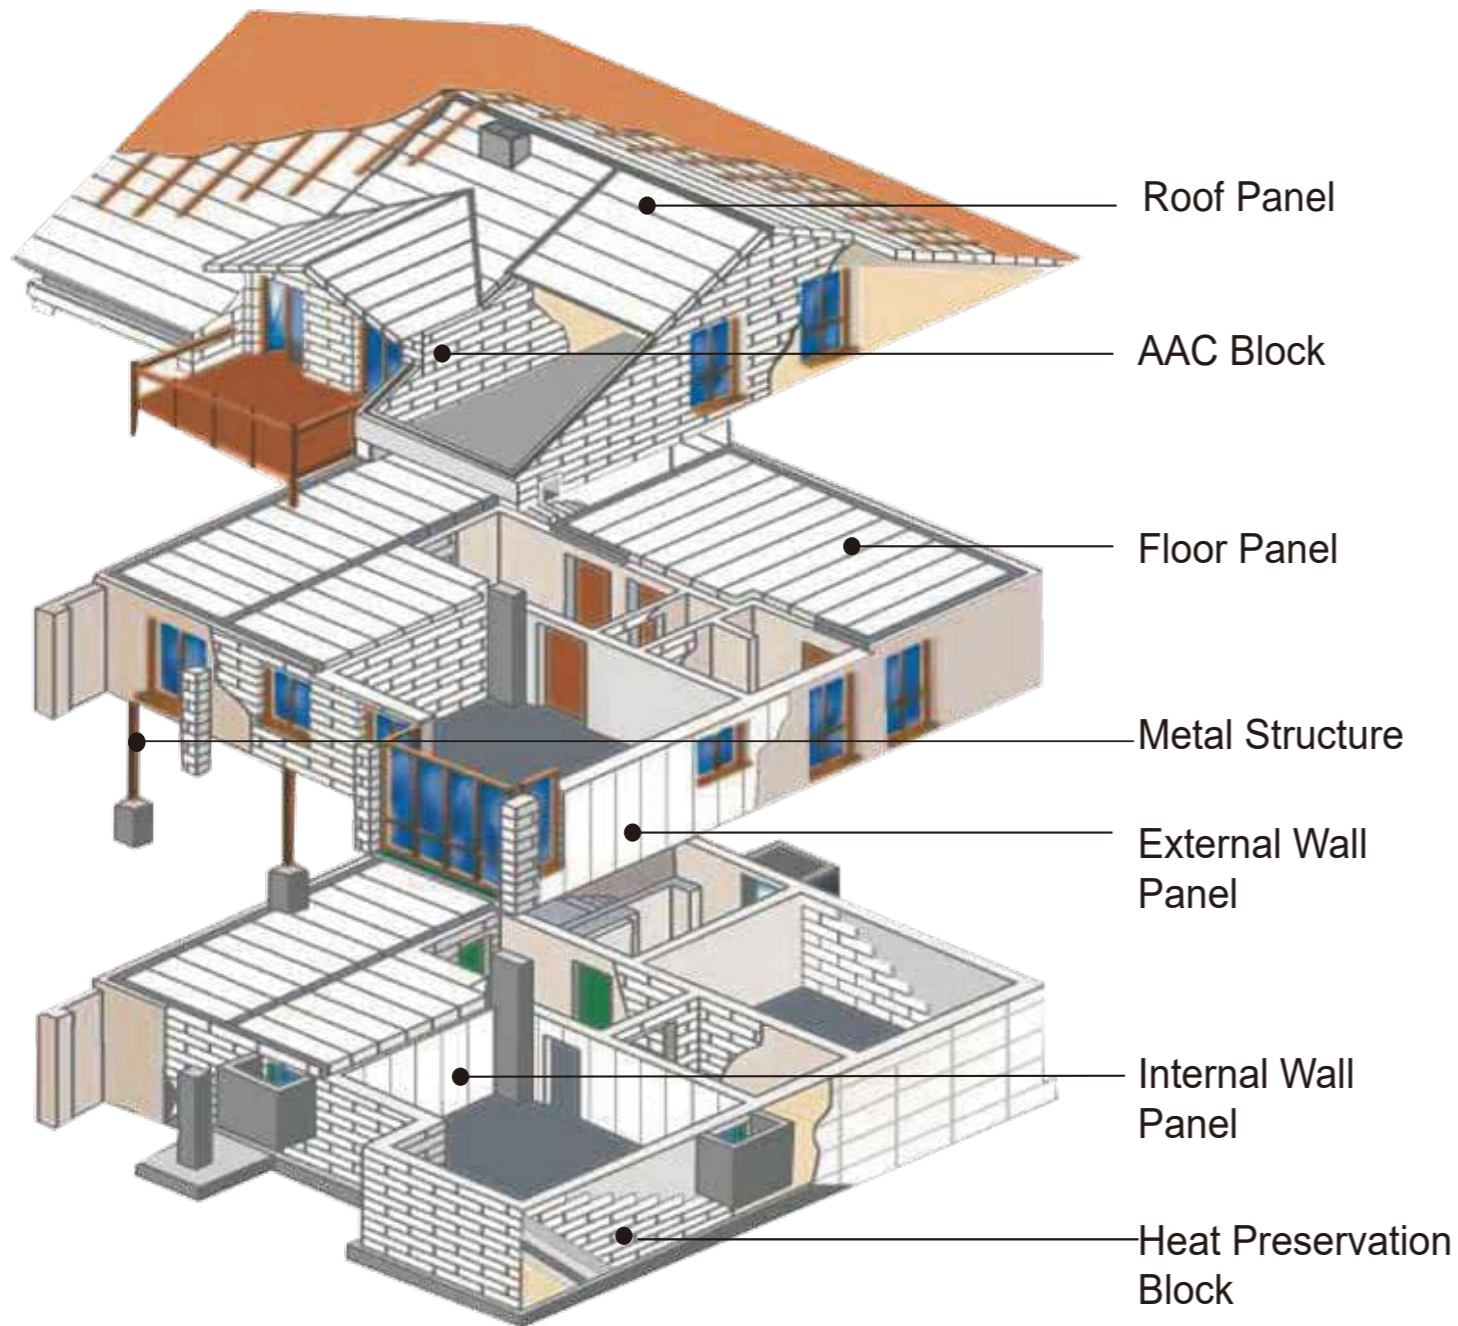 Roof Panel
AAC Block
Floor Panel
Metal Structure
External Wall
Panel
Internal Wall
Panel
Heat Preservation
Block